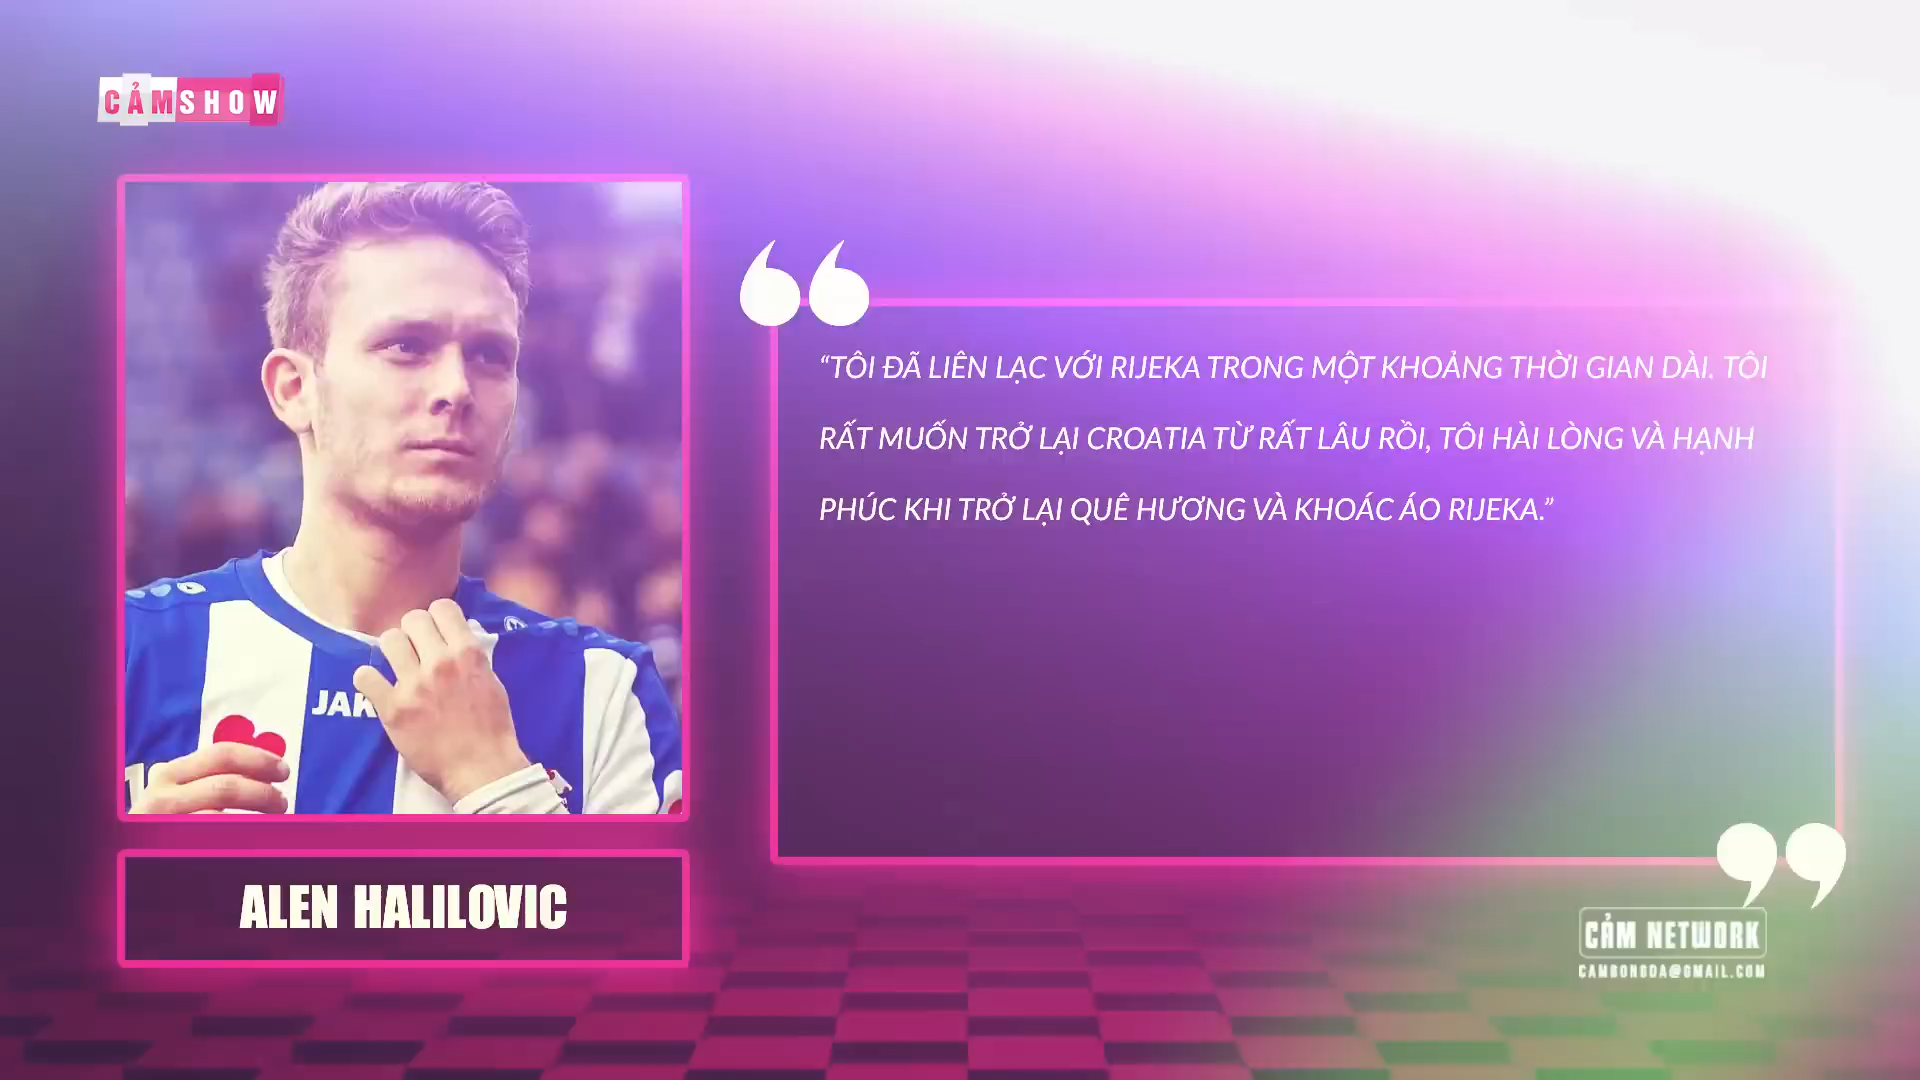 CẢMSHOW
“TÔI ĐÃ LIÊN LẠC VỚI RIJEKA TRONG MỘT KHOẢNG THỜI GIAN DÀI. TÔI
RẤT MUỐN TRỞ LẠI CROATIA TỪ RẤT LÂU RỒI, TÔI HÀI LÒNG VÀ HẠNH
PHÚC KHI TRỞ LẠI QUÊ HƯƠNG VÀ KHOÁC ÁO RIJEKA.”
JAK
ALEN HALILOVIC
CẢM NETWORK
CAMBONGDA@GMAIL.COM